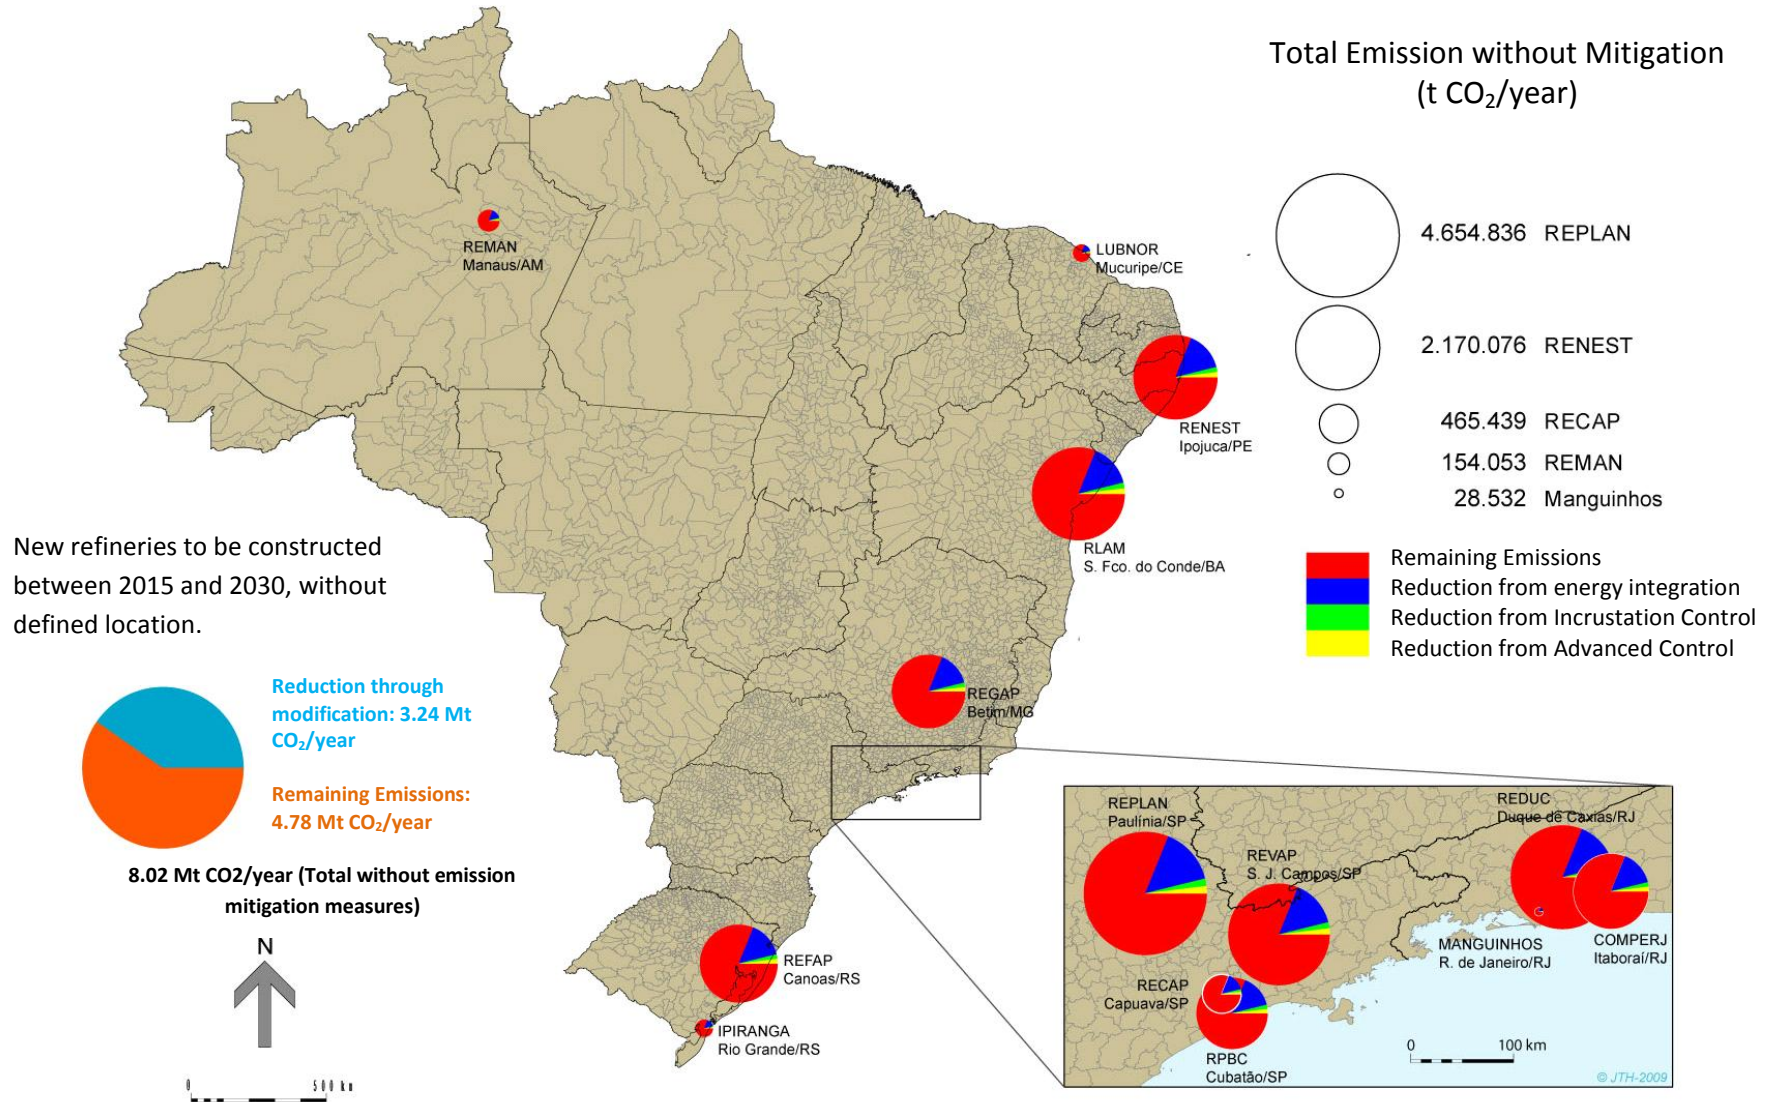 Total Emission without Mitigation
(t CO₂/year)
4.654.836 REPLAN
2.170.076 RENEST
465.439 RECAP
154.053 REMAN
28.532 Manguinhos
Remaining Emissions
Reduction from energy integration
Reduction from Incrustation Control
Reduction from Advanced Control
REMAN
Manaus/AM
LUBNOR
Mucuripe/CE
RENEST
Ipojuca/PE
RLAM
S. Fco. do Conde/BA
REGAP
Betim/MG
REFAP
Canoas/RS
IPIRANGA
Rio Grande/RS
New refineries to be constructed
between 2015 and 2030, without
defined location.
Reduction through
modification: 3.24 Mt
CO₂/year
Remaining Emissions:
4.78 Mt CO₂/year
8.02 Mt CO2/year (Total without emission
mitigation measures)
N
0 500 km
REPLAN
Paulínia/SP
REVAP
S. J. Campos/SP
REDUC
Duque de Caxias/RJ
MANGUINHOS
R. de Janeiro/RJ
COMPERJ
Itaboraí/RJ
RECAP
Capuava/SP
RPBC
Cubatão/SP
0 100 km
© JTH-2009